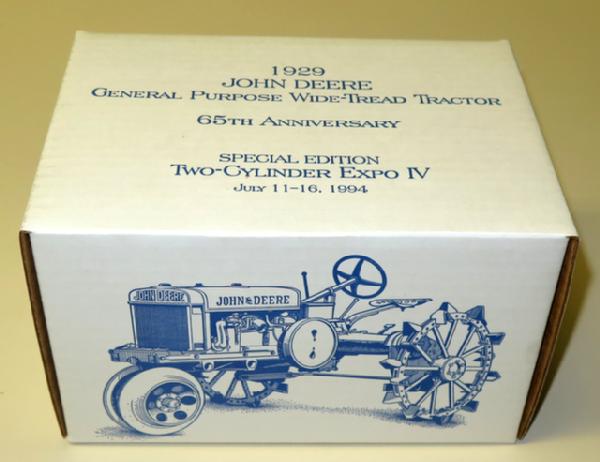 1929
JOHN DEERE
GENERAL PURPOSE WIDE-TREAD TRACTOR
65TH ANNIVERSARY
SPECIAL EDITION
TWO-CYLINDER EXPO IV
JULY 11-16, 1994
JOHN DEERE
JOHN DEERE